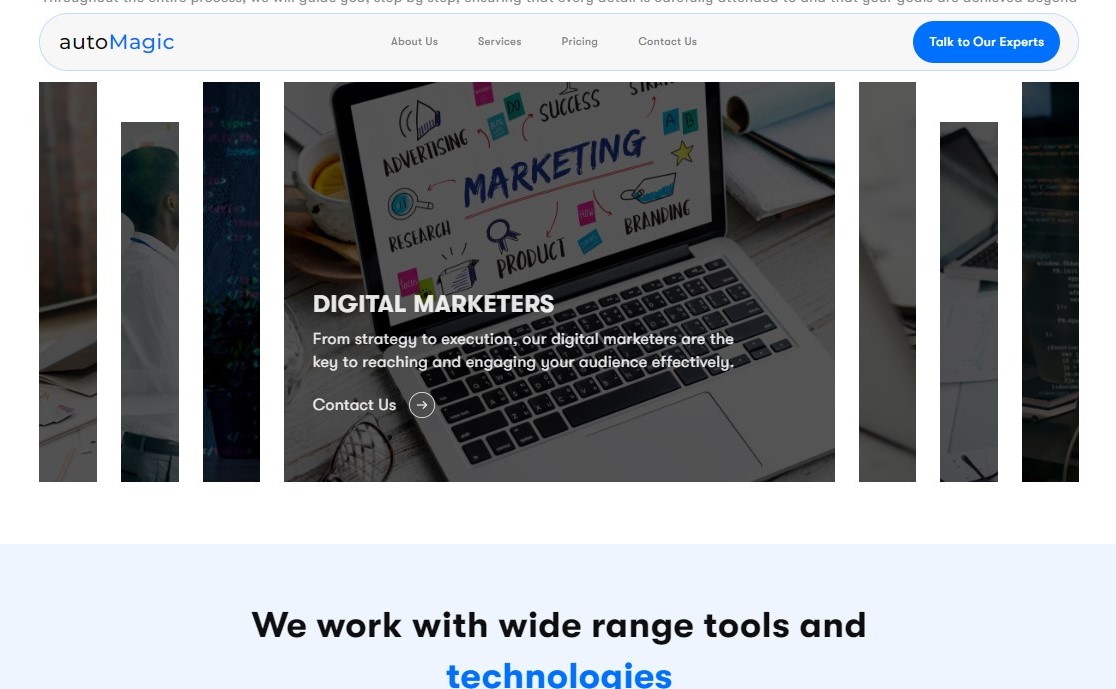 Throughout the entire process, we will guide you, step by step, ensuring that every detail is carefully attended to and that your goals are achieved beyond
autoMagic
About Us
Services
Pricing
Contact Us
Talk to Our Experts
SUCCESS
ADVERTISING
MARKETING
A B
RESEARCH
PRODUCT
BRANDING
DIGITAL MARKETERS
From strategy to execution, our digital marketers are the
key to reaching and engaging your audience effectively.
Contact Us
We work with wide range tools and
technologies